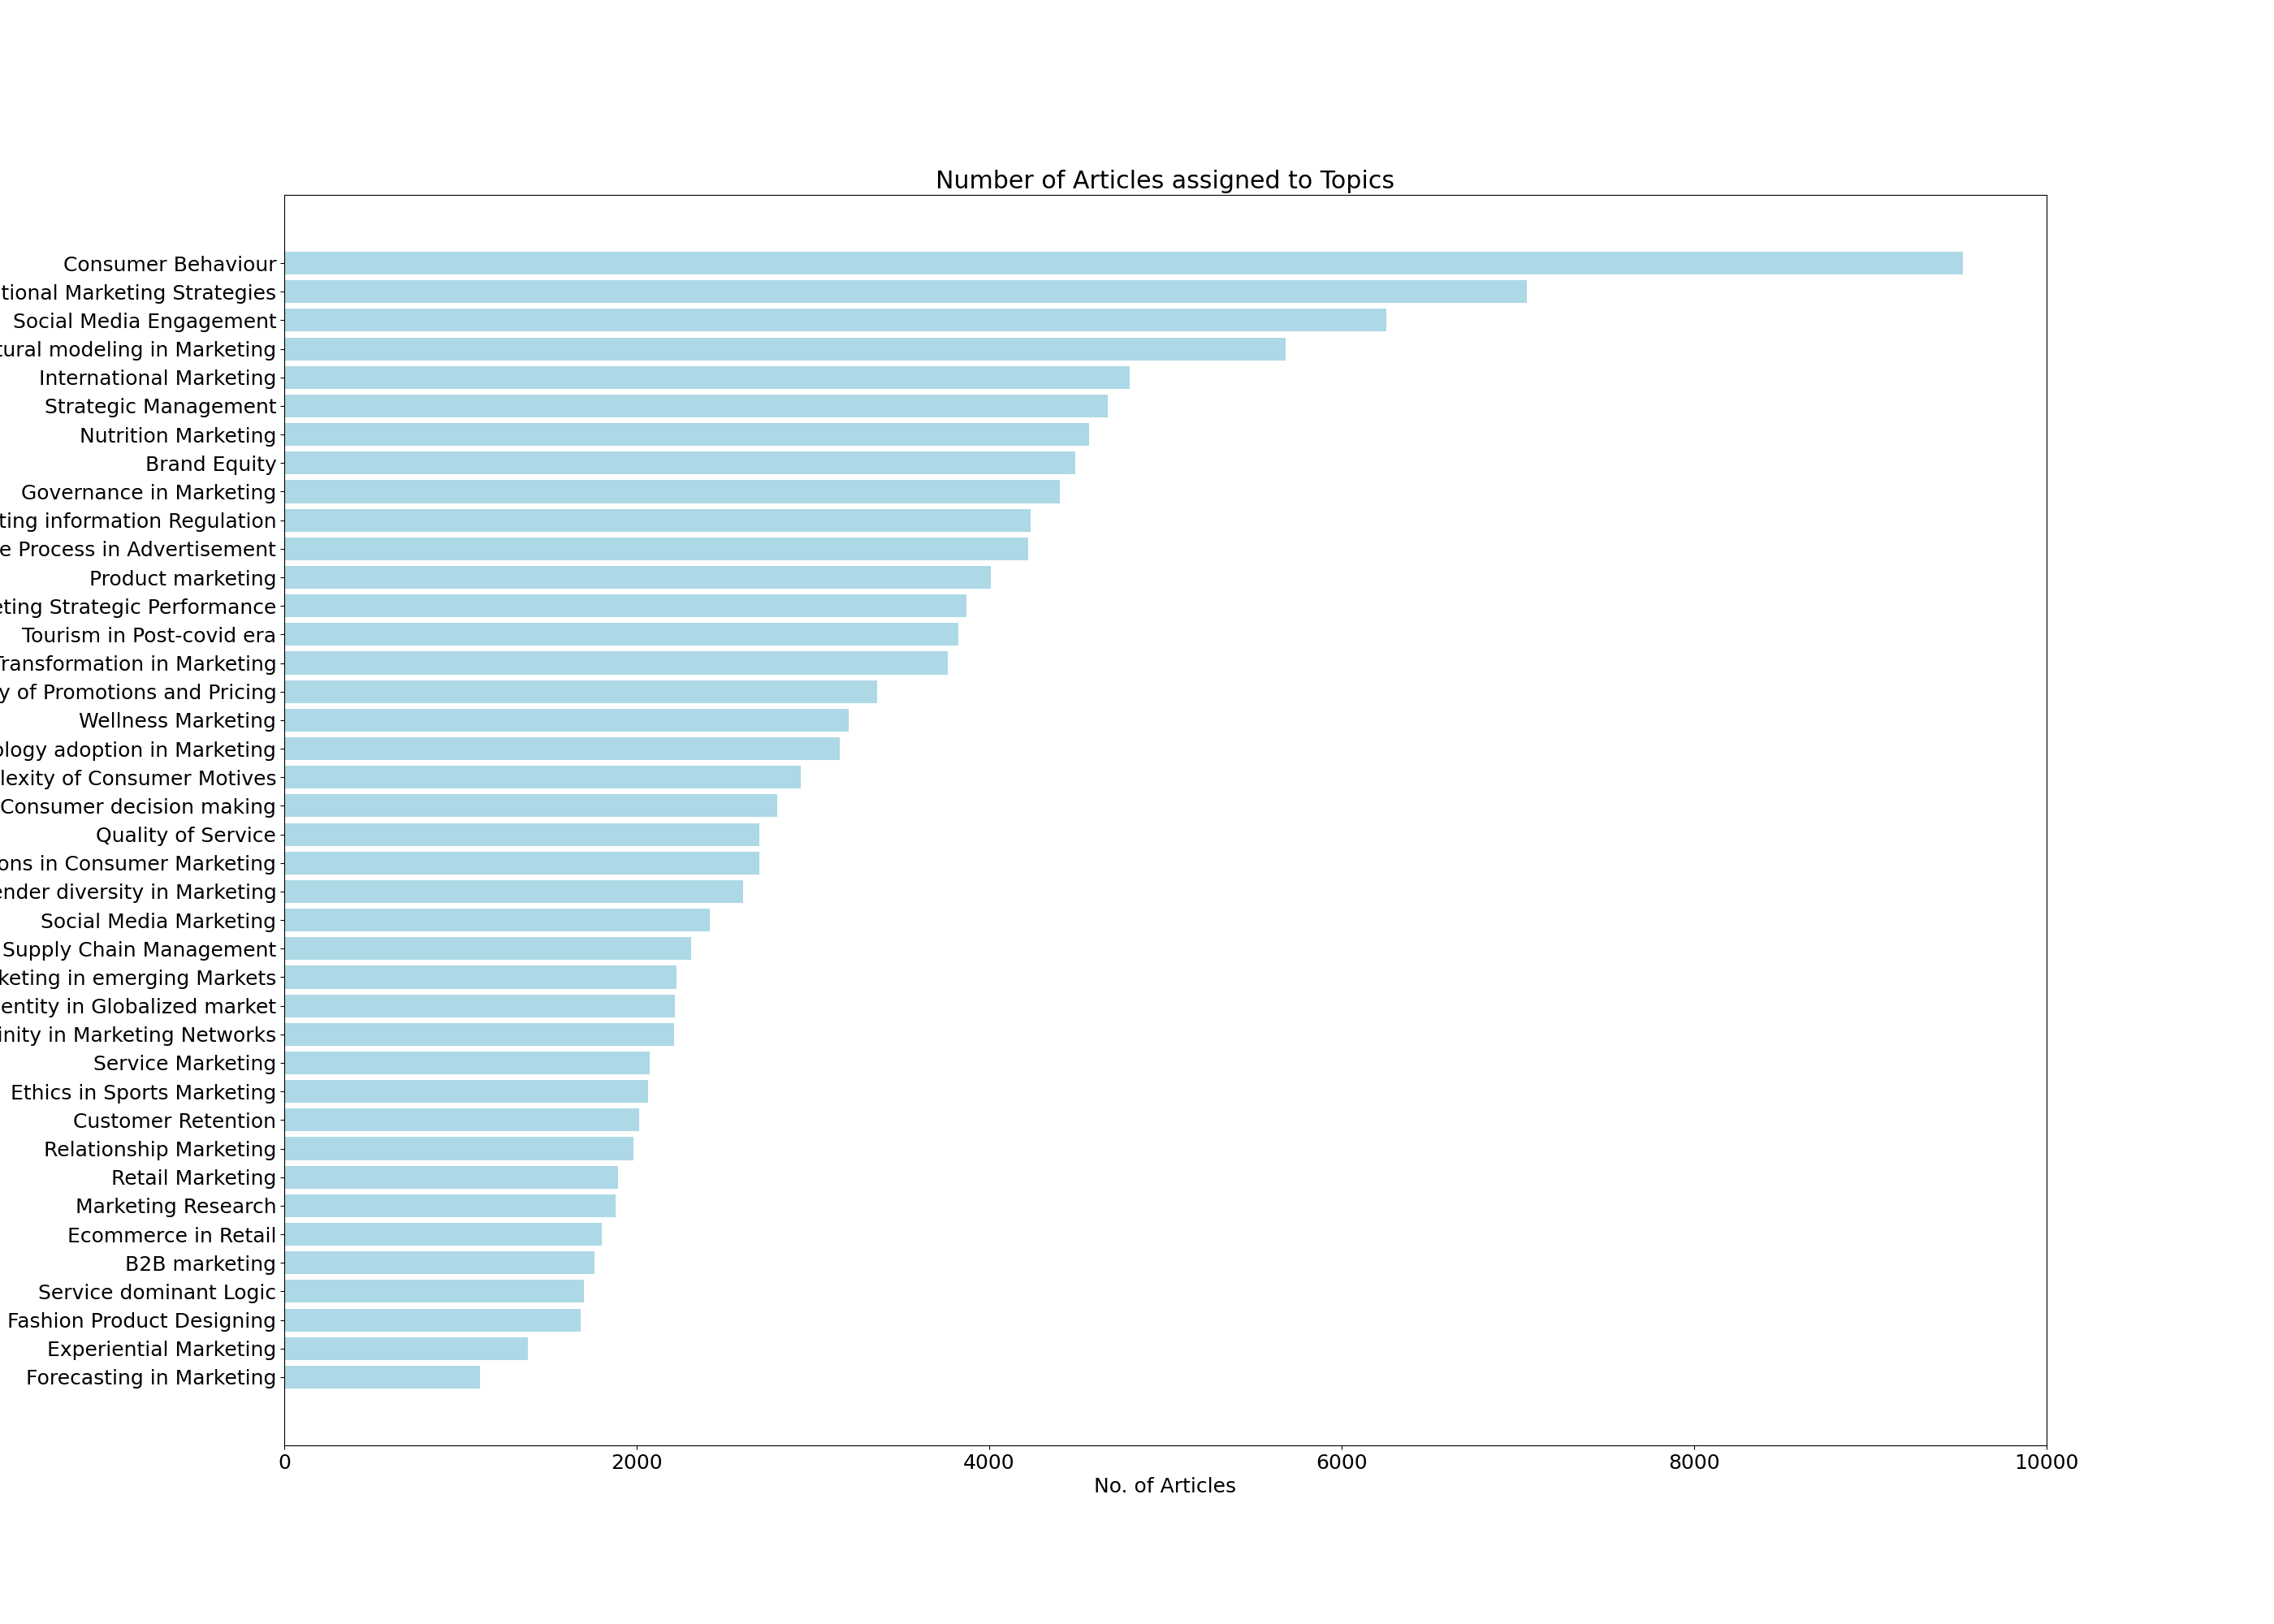 Number of Articles assigned to Topics
Consumer Behaviour
tional Marketing Strategies
Social Media Engagement
tural modeling in Marketing
International Marketing
Strategic Management
Nutrition Marketing
Brand Equity
Governance in Marketing
ting information Regulation
e Process in Advertisement
Product marketing
eting Strategic Performance
Tourism in Post-covid era
Transformation in Marketing
y of Promotions and Pricing
Wellness Marketing
ology adoption in Marketing
lexity of Consumer Motives
Consumer decision making
Quality of Service
ons in Consumer Marketing
ender diversity in Marketing
Social Media Marketing
Supply Chain Management
keting in emerging Markets
entity in Globalized market
inity in Marketing Networks
Service Marketing
Ethics in Sports Marketing
Customer Retention
Relationship Marketing
Retail Marketing
Marketing Research
Ecommerce in Retail
B2B marketing
Service dominant Logic
Fashion Product Designing
Experiential Marketing
Forecasting in Marketing
0 2000 4000 6000 8000 10000
No. of Articles